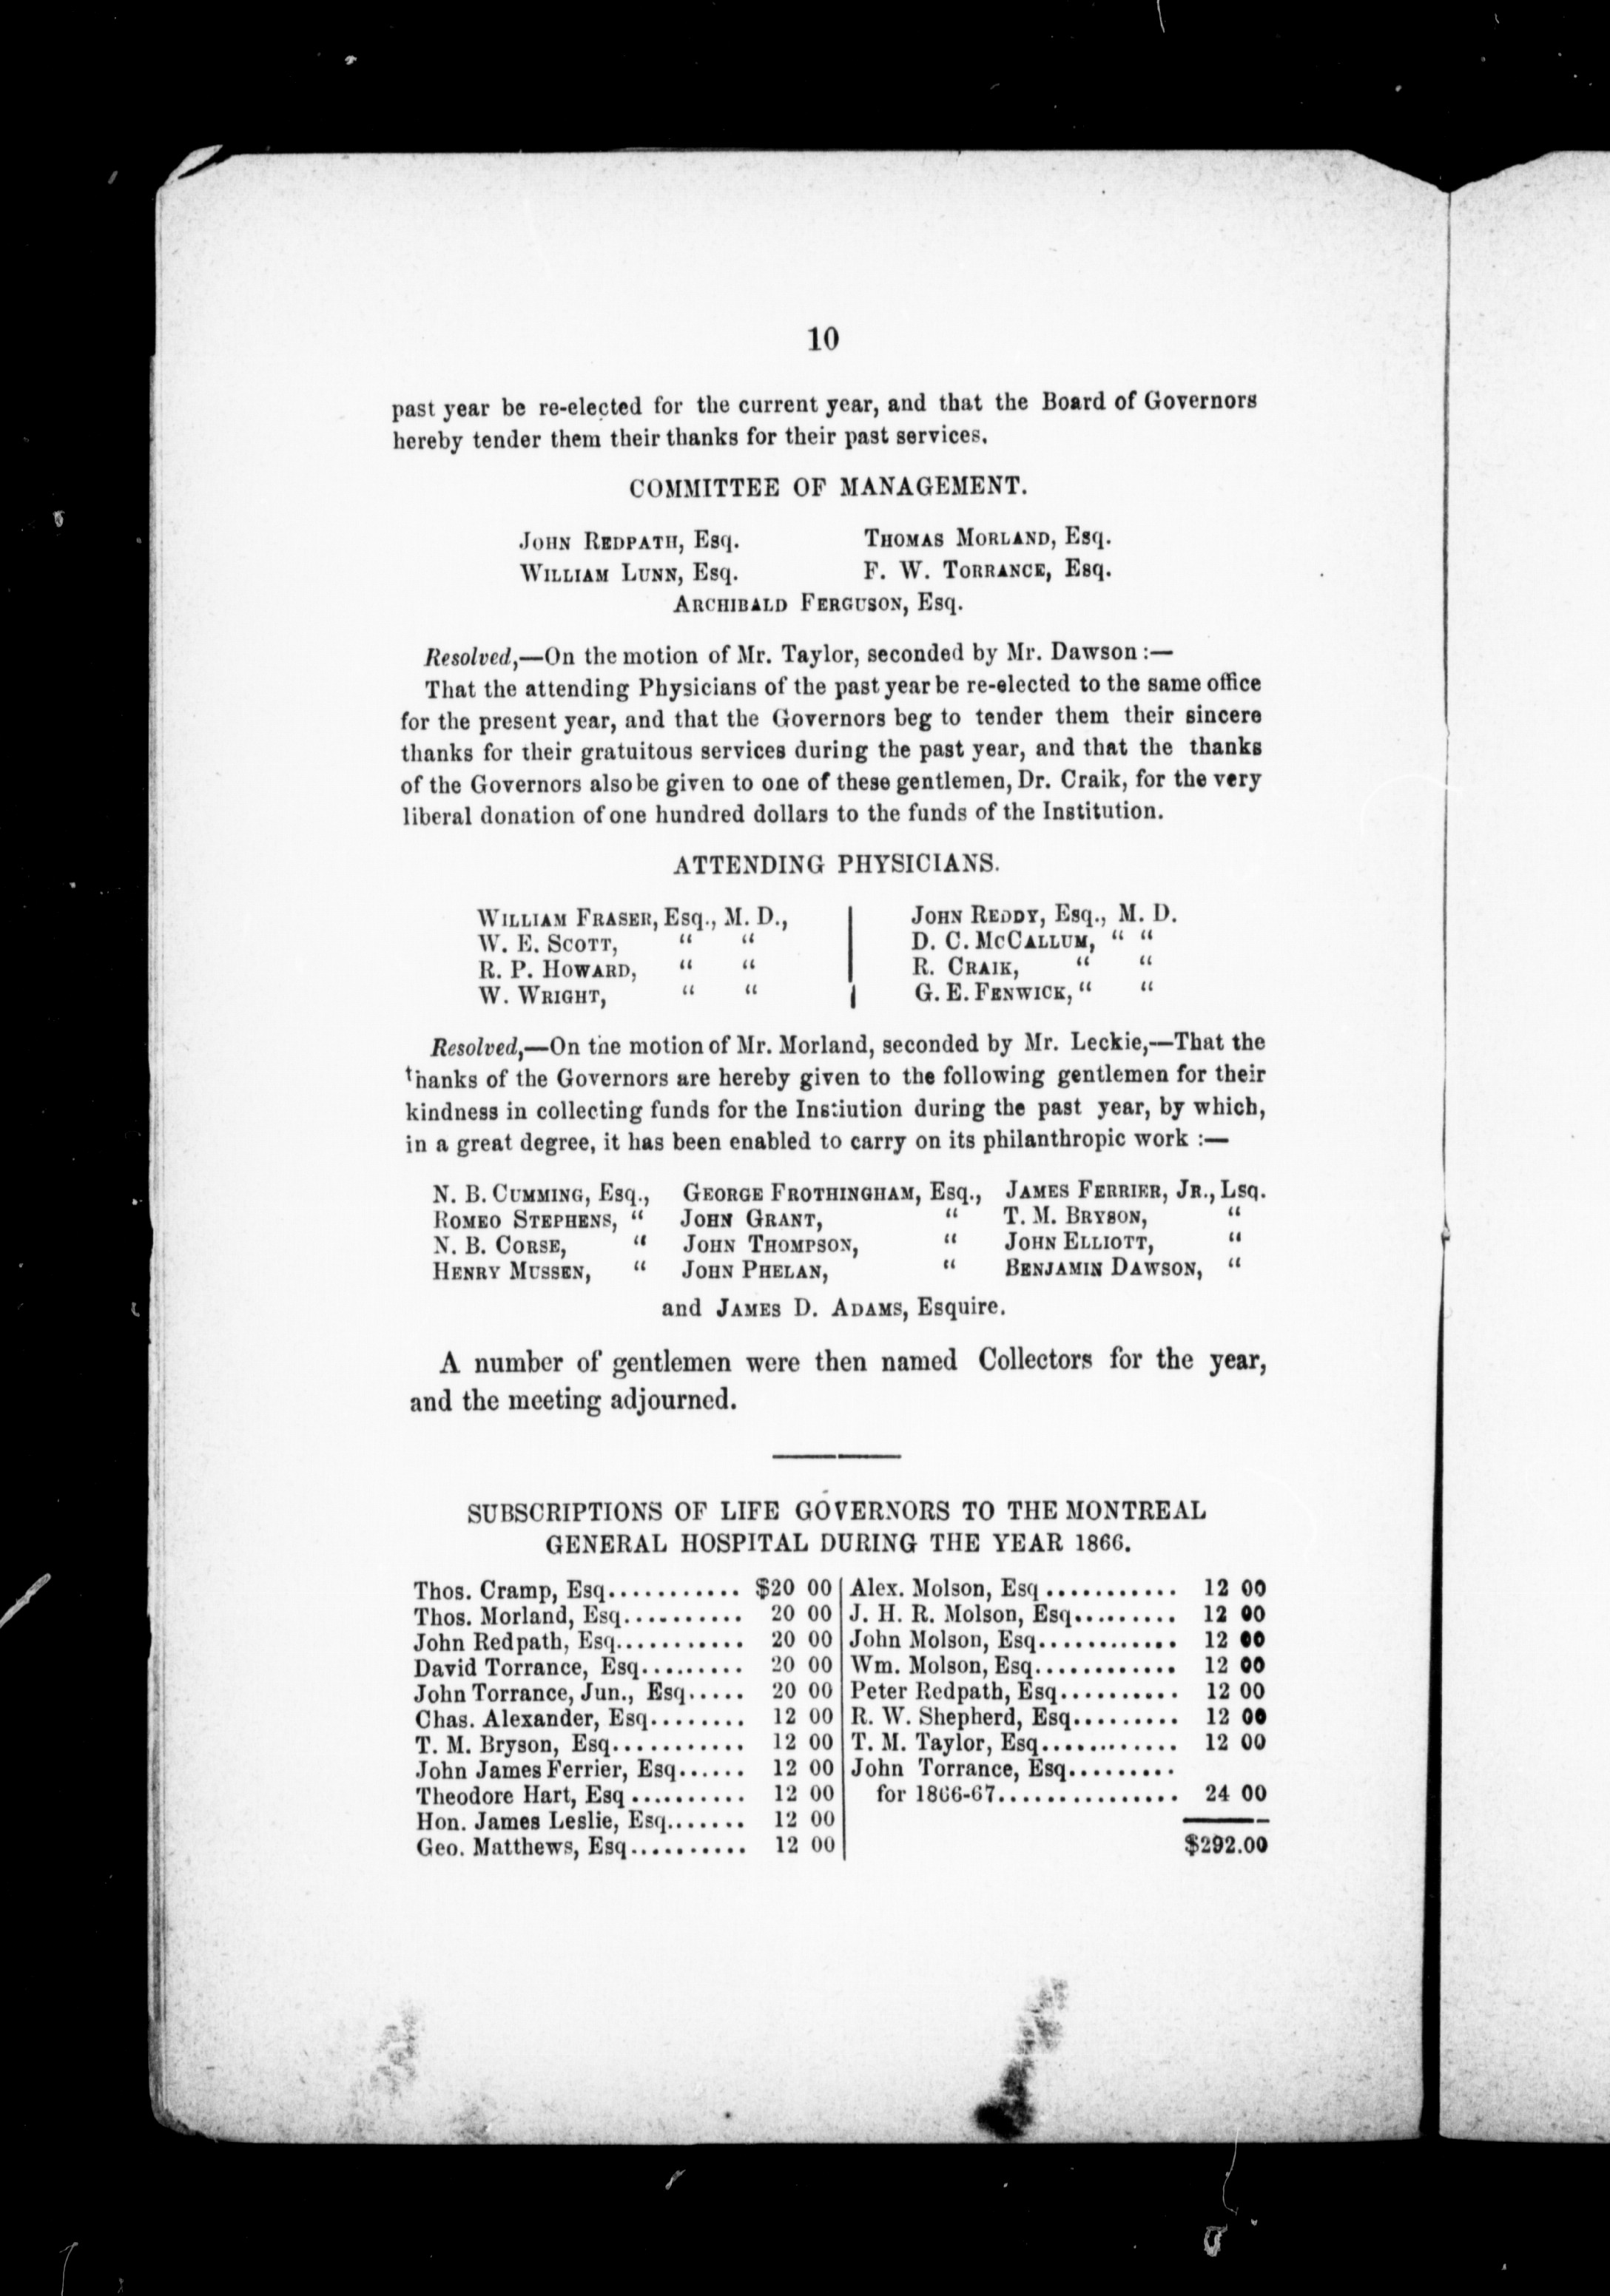 10
past year be re-elected for the current year, and that the Board of Governors
hereby tender them their thanks for their past services.
COMMITTEE OF MANAGEMENT.
JOHN REDPATH, Esq. THOMAS MORLAND, Esq.
WILLIAM LUNN, Esq. F. W. TORRANCE, Esq.
ARCHIBALD FERGUSON, Esq.
Resolved,—On the motion of Mr. Taylor, seconded by Mr. Dawson :—
That the attending Physicians of the past year be re-elected to the same office
for the present year, and that the Governors beg to tender them their sincere
thanks for their gratuitous services during the past year, and that the thanks
of the Governors also be given to one of these gentlemen, Dr. Craik, for the very
liberal donation of one hundred dollars to the funds of the Institution.
ATTENDING PHYSICIANS.
WILLIAM FRASER, Esq., M. D., JOHN REDDY, Esq., M. D.
W. E. SCOTT, " " D. C. MCCALLUM, " "
R. P. HOWARD, " " R. CRAIK, " "
W. WRIGHT, " " G. E. FENWICK, " "
Resolved,—On the motion of Mr. Morland, seconded by Mr. Leckie,—That the
thanks of the Governors are hereby given to the following gentlemen for their
kindness in collecting funds for the Instiution during the past year, by which,
in a great degree, it has been enabled to carry on its philanthropic work :—
N. B. CUMMING, Esq., GEORGE FROTHINGHAM, Esq., JAMES FERRIER, JR., Esq.
ROMEO STEPHENS, " JOHN GRANT, " T. M. BRYSON, "
N. B. CORSE, " JOHN THOMPSON, " JOHN ELLIOTT, "
HENRY MUSSEN, " JOHN PHELAN, " BENJAMIN DAWSON, "
and JAMES D. ADAMS, Esquire.
A number of gentlemen were then named Collectors for the year,
and the meeting adjourned.
SUBSCRIPTIONS OF LIFE GOVERNORS TO THE MONTREAL
GENERAL HOSPITAL DURING THE YEAR 1866.
Thos. Cramp, Esq........... $20 00
Thos. Morland, Esq.......... 20 00
John Redpath, Esq........... 20 00
David Torrance, Esq......... 20 00
John Torrance, Jun., Esq..... 20 00
Chas. Alexander, Esq........ 12 00
T. M. Bryson, Esq........... 12 00
John James Ferrier, Esq...... 12 00
Theodore Hart, Esq .......... 12 00
Hon. James Leslie, Esq....... 12 00
Geo. Matthews, Esq.......... 12 00
Alex. Molson, Esq ........... 12 00
J. H. R. Molson, Esq......... 12 00
John Molson, Esq............ 12 00
Wm. Molson, Esq............ 12 00
Peter Redpath, Esq.......... 12 00
R. W. Shepherd, Esq......... 12 00
T. M. Taylor, Esq............ 12 00
John Torrance, Esq.........
for 1866-67............... 24 00
$292.00